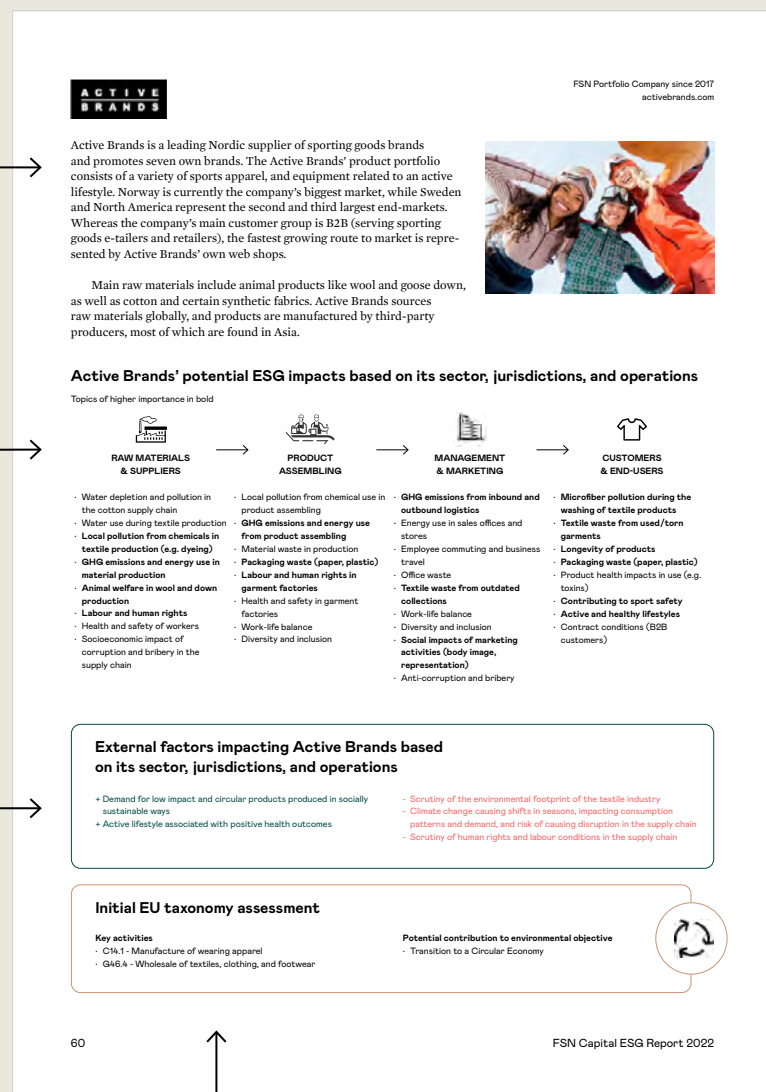 ACTIVE
BRANDS
FSN Portfolio Company since 2017
activebrands.com
Active Brands is a leading Nordic supplier of sporting goods brands
and promotes seven own brands. The Active Brands' product portfolio
consists of a variety of sports apparel, and equipment related to an active
lifestyle. Norway is currently the company's biggest market, while Sweden
and North America represent the second and third largest end-markets.
Whereas the company's main customer group is B2B (serving sporting
goods e-tailers and retailers), the fastest growing route to market is repre-
sented by Active Brands' own web shops.
Main raw materials include animal products like wool and goose down,
as well as cotton and certain synthetic fabrics. Active Brands sources
raw materials globally, and products are manufactured by third-party
producers, most of which are found in Asia.
Active Brands' potential ESG impacts based on its sector, jurisdictions, and operations
Topics of higher importance in bold
RAW MATERIALS
& SUPPLIERS
· Water depletion and pollution in
the cotton supply chain
· Water use during textile production
· Local pollution from chemicals in
textile production (e.g. dyeing)
· GHG emissions and energy use in
material production
· Animal welfare in wool and down
production
· Labour and human rights
· Health and safety of workers
· Socioeconomic impact of
corruption and bribery in the
supply chain
PRODUCT
ASSEMBLING
· Local pollution from chemical use in
product assembling
· GHG emissions and energy use
from product assembling
· Material waste in production
· Packaging waste (paper, plastic)
· Labour and human rights in
garment factories
· Health and safety in garment
factories
· Work-life balance
· Diversity and inclusion
MANAGEMENT
& MARKETING
· GHG emissions from inbound and
outbound logistics
· Energy use in sales offices and
stores
· Employee commuting and business
travel
· Office waste
· Textile waste from outdated
collections
· Work-life balance
· Diversity and inclusion
· Social impacts of marketing
activities (body image,
representation)
· Anti-corruption and bribery
CUSTOMERS
& END-USERS
· Microfiber pollution during the
washing of textile products
· Textile waste from used/torn
garments
· Longevity of products
· Packaging waste (paper, plastic)
· Product health impacts in use (e.g.
toxins)
· Contributing to sport safety
· Active and healthy lifestyles
· Contract conditions (B2B
customers)
External factors impacting Active Brands based
on its sector, jurisdictions, and operations
+ Demand for low impact and circular products produced in socially
sustainable ways
+ Active lifestyle associated with positive health outcomes
- Scrutiny of the environmental footprint of the textile industry
- Climate change causing shifts in seasons, impacting consumption
patterns and demand, and risk of causing disruption in the supply chain
- Scrutiny of human rights and labour conditions in the supply chain
Initial EU taxonomy assessment
Key activities
· C14.1 - Manufacture of wearing apparel
· G46.4 - Wholesale of textiles, clothing, and footwear
Potential contribution to environmental objective
· Transition to a Circular Economy
60
FSN Capital ESG Report 2022